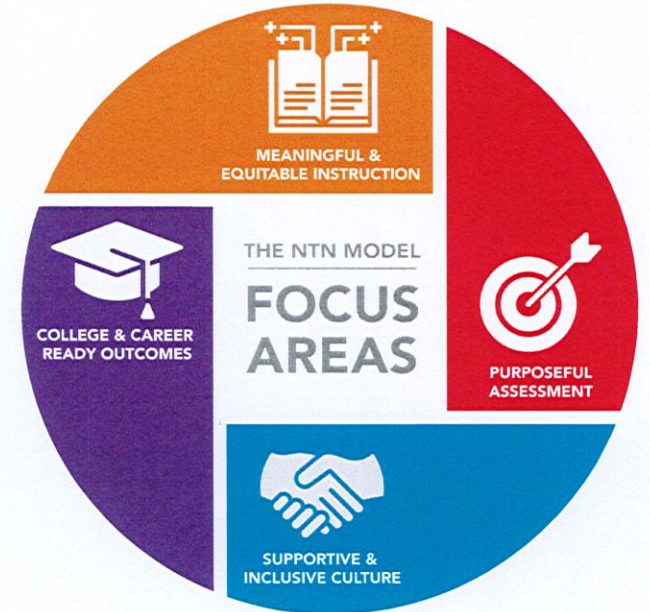 MEANINGFUL &
EQUITABLE INSTRUCTION
THE NTN MODEL
FOCUS
AREAS
COLLEGE & CAREER
READY OUTCOMES
PURPOSEFUL
ASSESSMENT
SUPPORTIVE &
INCLUSIVE CULTURE